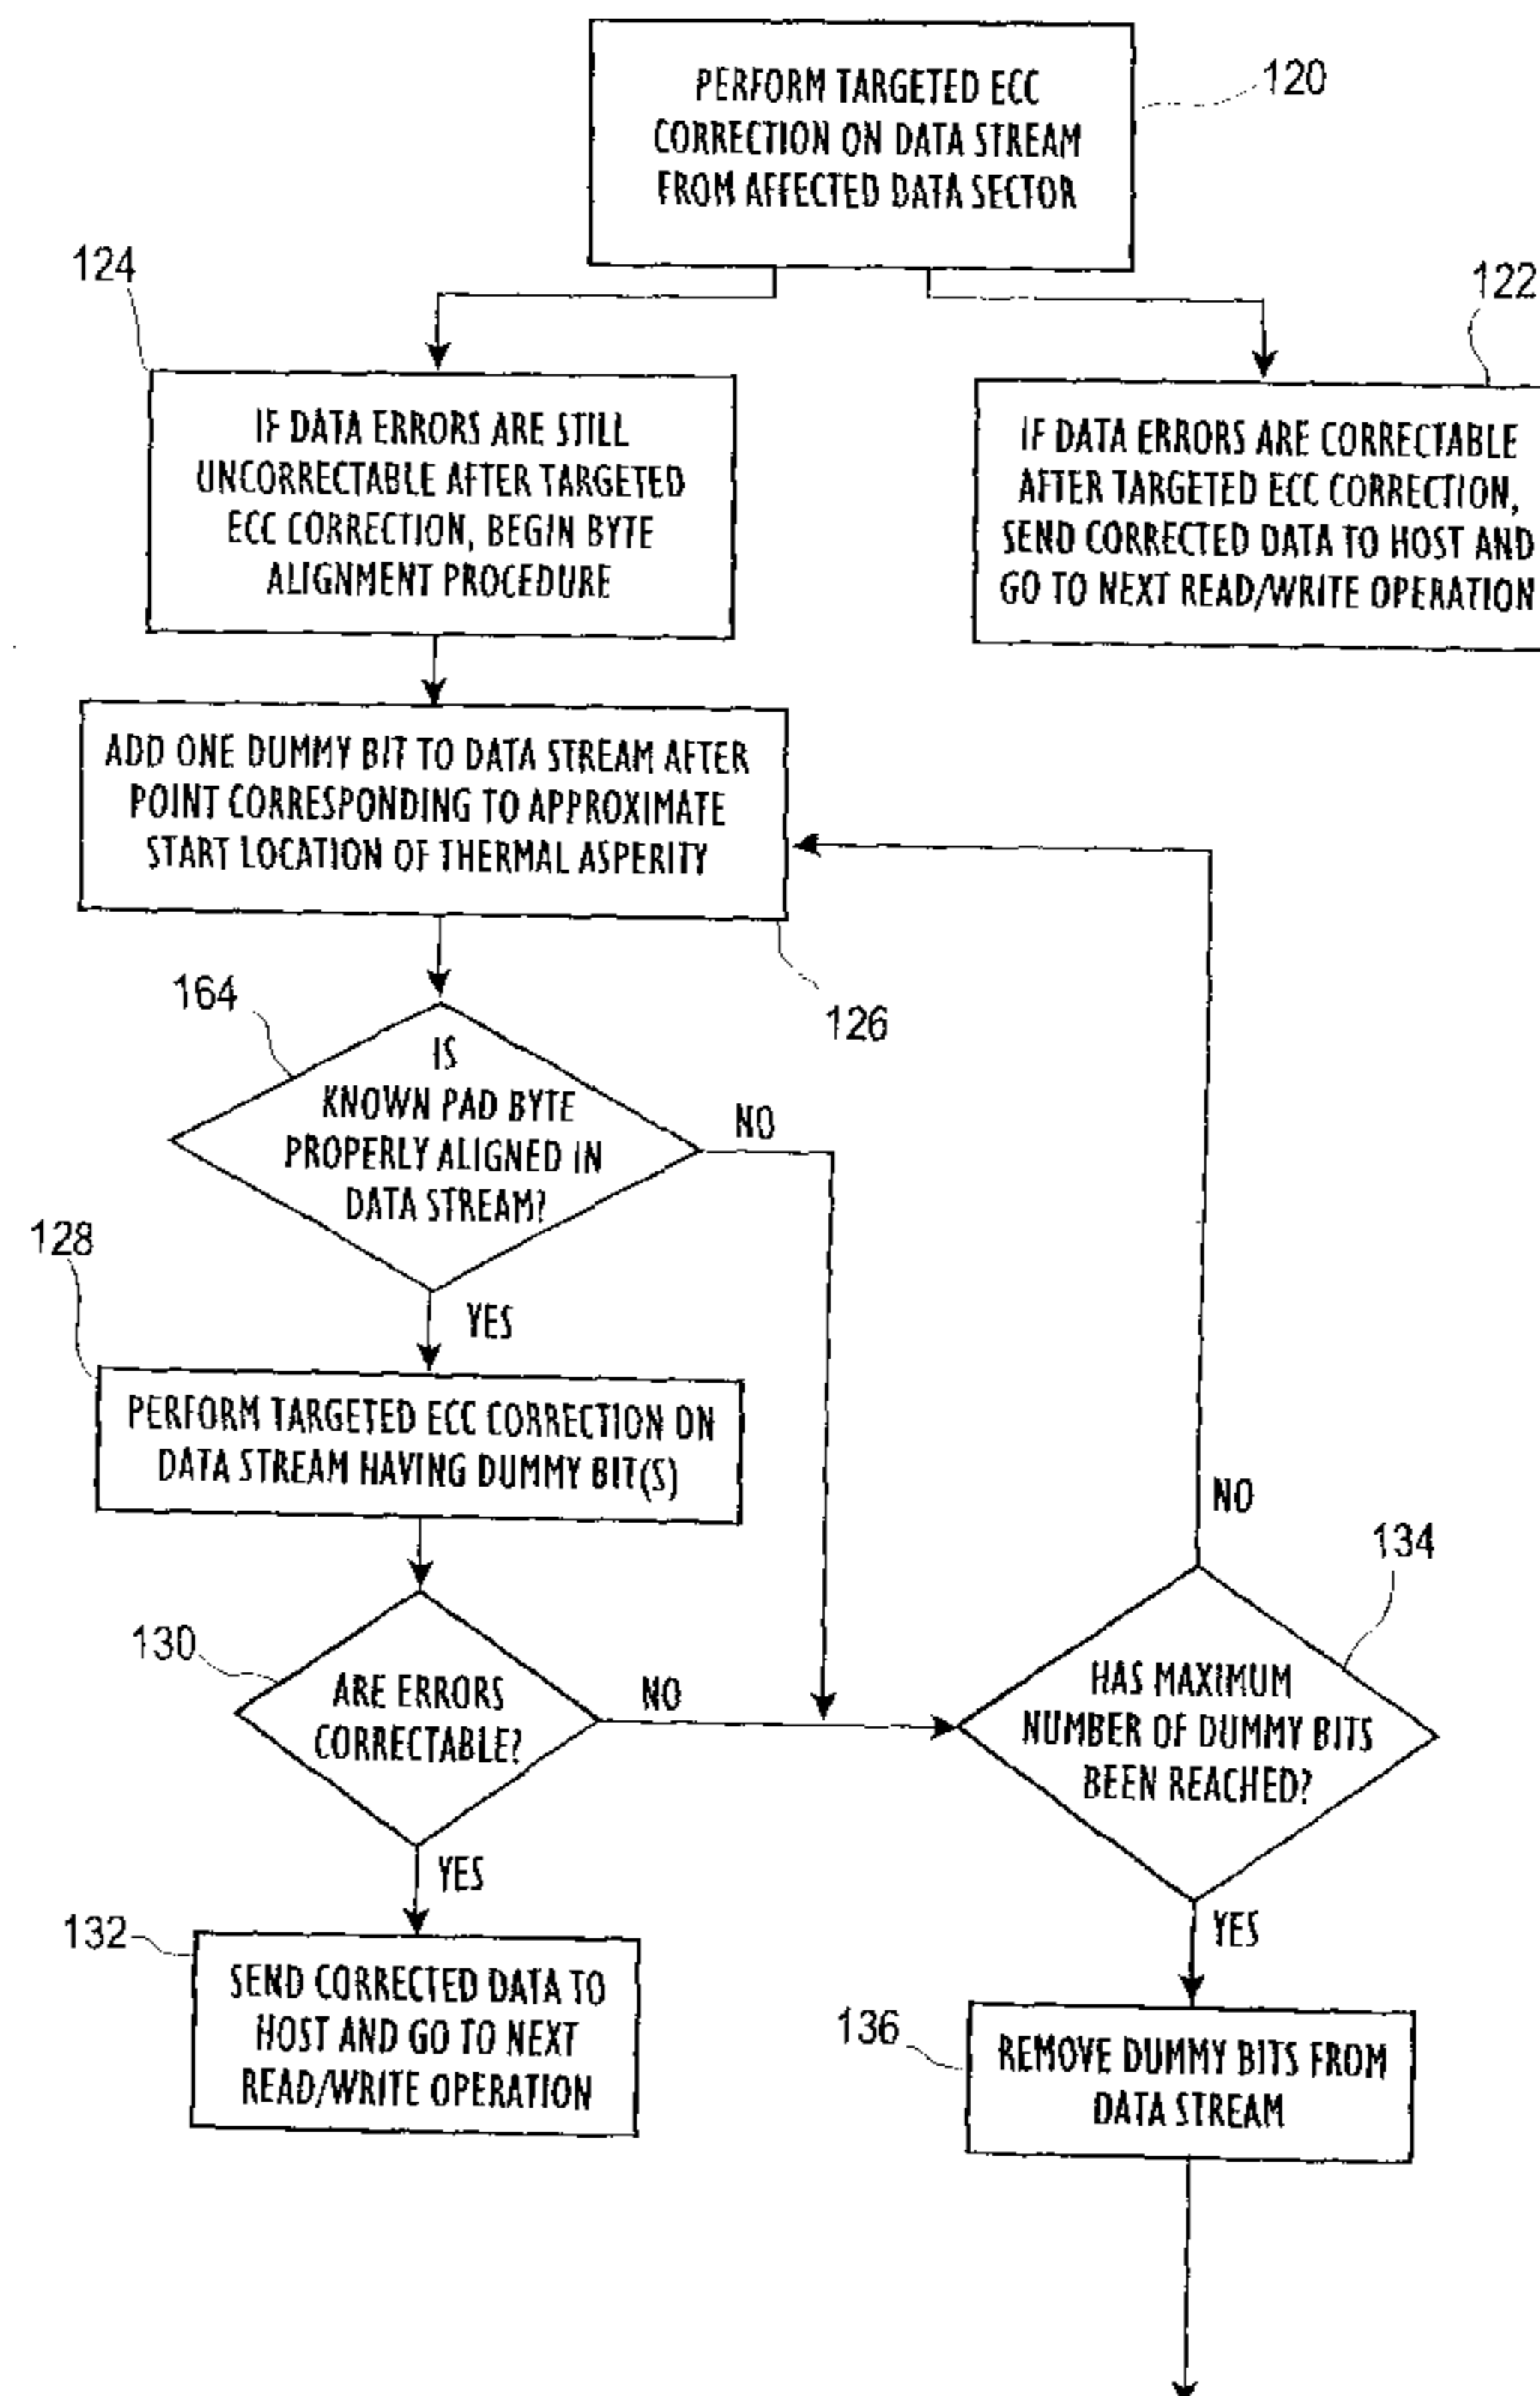 PERFORM TARGETED ECC
CORRECTION ON DATA STREAM
FROM AFFECTED DATA SECTOR
120
124
IF DATA ERRORS ARE STILL
UNCORRECTABLE AFTER TARGETED
ECC CORRECTION, BEGIN BYTE
ALIGNMENT PROCEDURE
122
IF DATA ERRORS ARE CORRECTABLE
AFTER TARGETED ECC CORRECTION,
SEND CORRECTED DATA TO HOST AND
GO TO NEXT READ/WRITE OPERATION
ADD ONE DUMMY BIT TO DATA STREAM AFTER
POINT CORRESPONDING TO APPROXIMATE
START LOCATION OF THERMAL ASPERITY
126
164
IS
KNOWN PAD BYTE
PROPERLY ALIGNED IN
DATA STREAM?
NO
YES
128
PERFORM TARGETED ECC CORRECTION ON
DATA STREAM HAVING DUMMY BIT(S)
130
ARE ERRORS
CORRECTABLE?
NO
YES
NO
134
HAS MAXIMUM
NUMBER OF DUMMY BITS
BEEN REACHED?
YES
132
SEND CORRECTED DATA TO
HOST AND GO TO NEXT
READ/WRITE OPERATION
136
REMOVE DUMMY BITS FROM
DATA STREAM